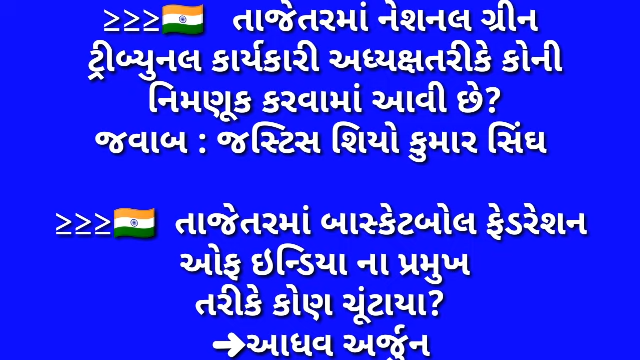 ≥≥≥🇮🇳 તાજેતરમાં નેશનલ ગ્રીન
ટ્રીબ્યુનલ કાર્યકારી અધ્યક્ષતરીકે કોની
નિમણૂક કરવામાં આવી છે?
જવાબ : જસ્ટિસ શિયો કુમાર સિંઘ
≥≥≥🇮🇳 તાજેતરમાં બાસ્કેટબોલ ફેડરેશન
ઓફ ઇન્ડિયા ના પ્રમુખ
તરીકે કોણ ચૂંટાયા?
➜આધવ અર્જુન